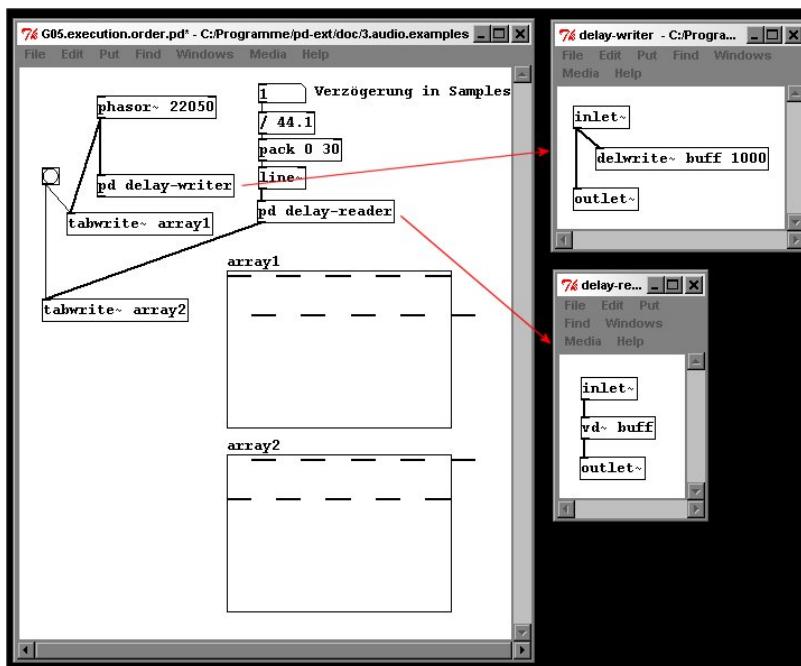 G05.execution.order.pd* - C:/Programme/pd-ext/doc/3.audio.examples
File Edit Put Find Windows Media Help
phasor~ 22050
1 Verzögerung in Samples
/ 44.1
pack 0 30
line~
pd delay-writer
tabwrite~ array1
pd delay-reader
tabwrite~ array2
array1
array2
delay-writer - C:/Progra...
File Edit Put Find Windows
Media Help
inlet~
delwrite~ buff 1000
outlet~
delay-re...
File Edit Put
Find Windows
Media Help
inlet~
vd~ buff
outlet~